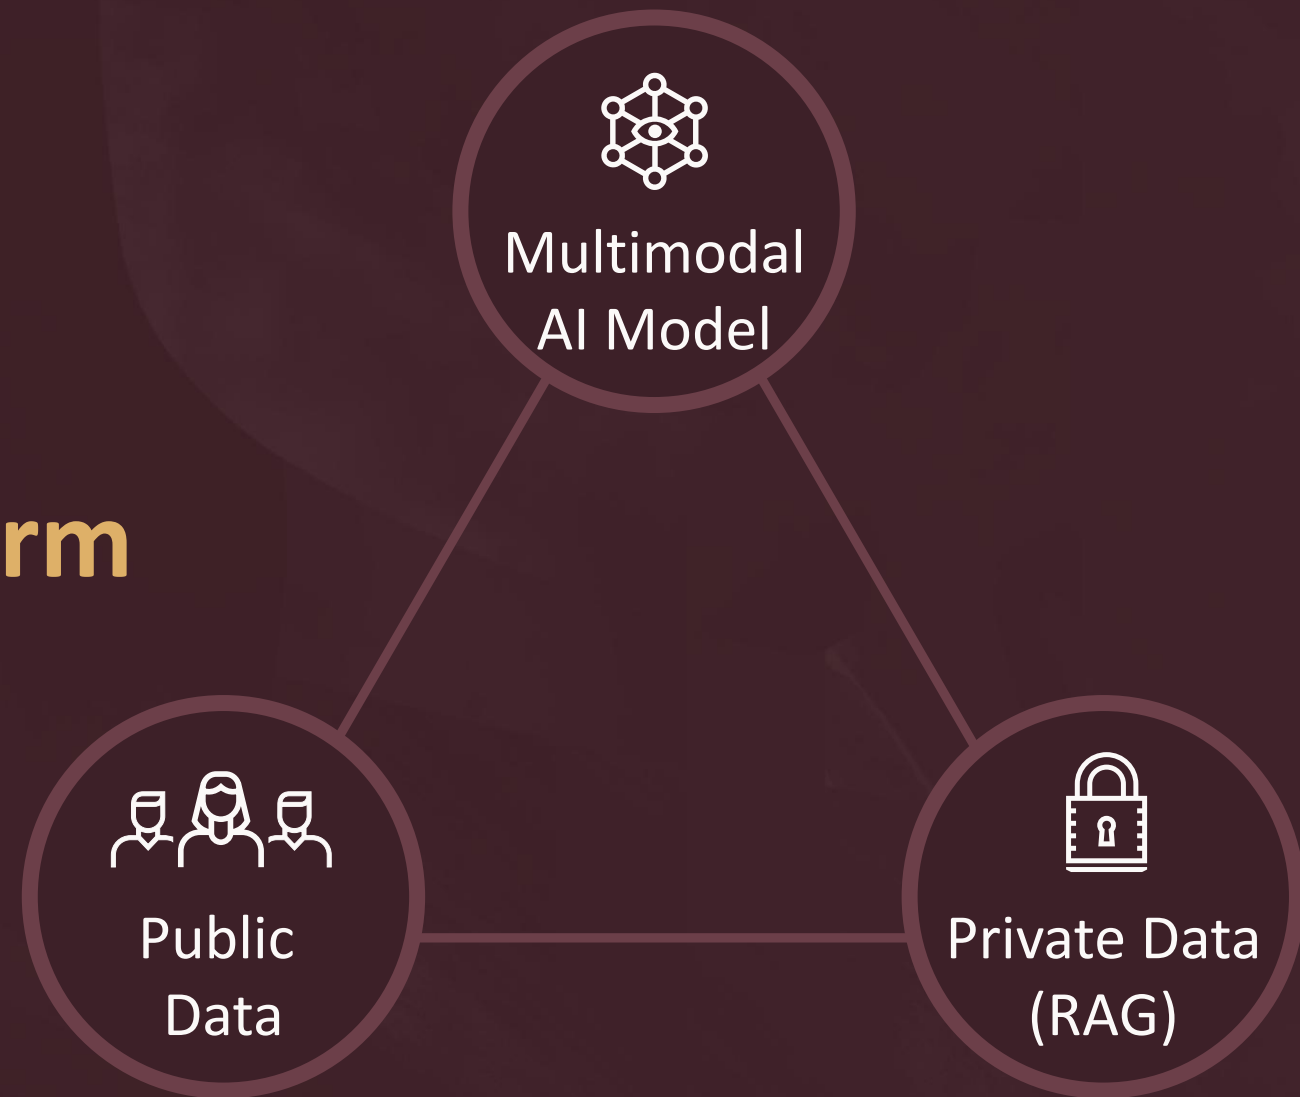 Multimodal
AI Model
rm
Public
Data
Private Data
(RAG)